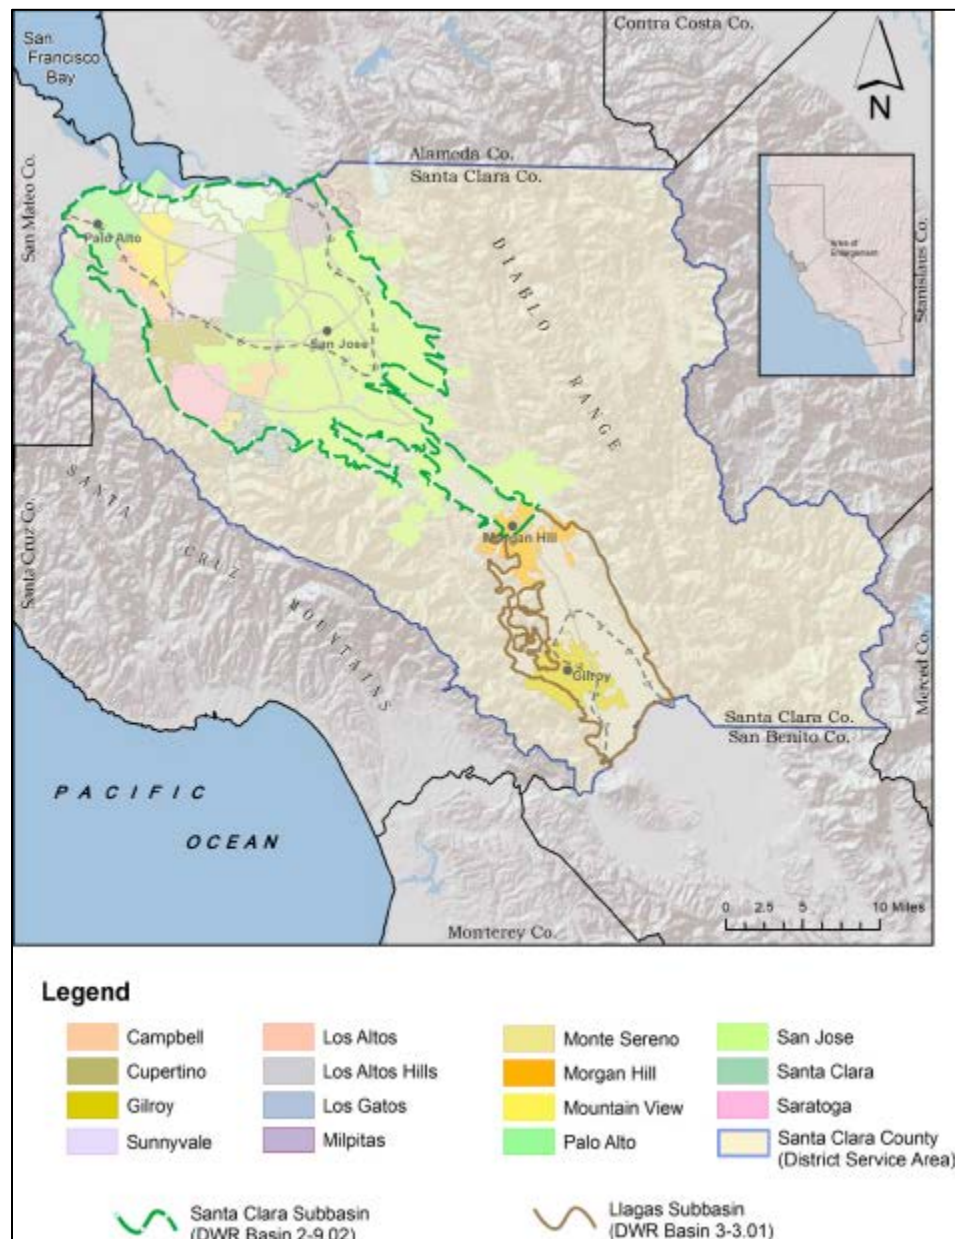 San
Francisco
Bay
Contra Costa Co.
N
Alameda Co.
Santa Clara Co.
San Mateo Co.
Palo Alto
DIABLO
RANGE
Area of
Enlargement
Stanislaus Co.
San Jose
SANTA
CRUZ
MOUNTAINS
Santa Cruz Co.
Morgan Hill
Gilroy
Merced Co.
Santa Clara Co.
San Benito Co.
PACIFIC
OCEAN
0 2.5 5 10 Miles
Monterey Co.
Legend
Campbell
Cupertino
Gilroy
Sunnyvale
Los Altos
Los Altos Hills
Los Gatos
Milpitas
Monte Sereno
Morgan Hill
Mountain View
Palo Alto
San Jose
Santa Clara
Saratoga
Santa Clara County
(District Service Area)
Santa Clara Subbasin
(DWR Basin 2-9.02)
Llagas Subbasin
(DWR Basin 3-3.01)